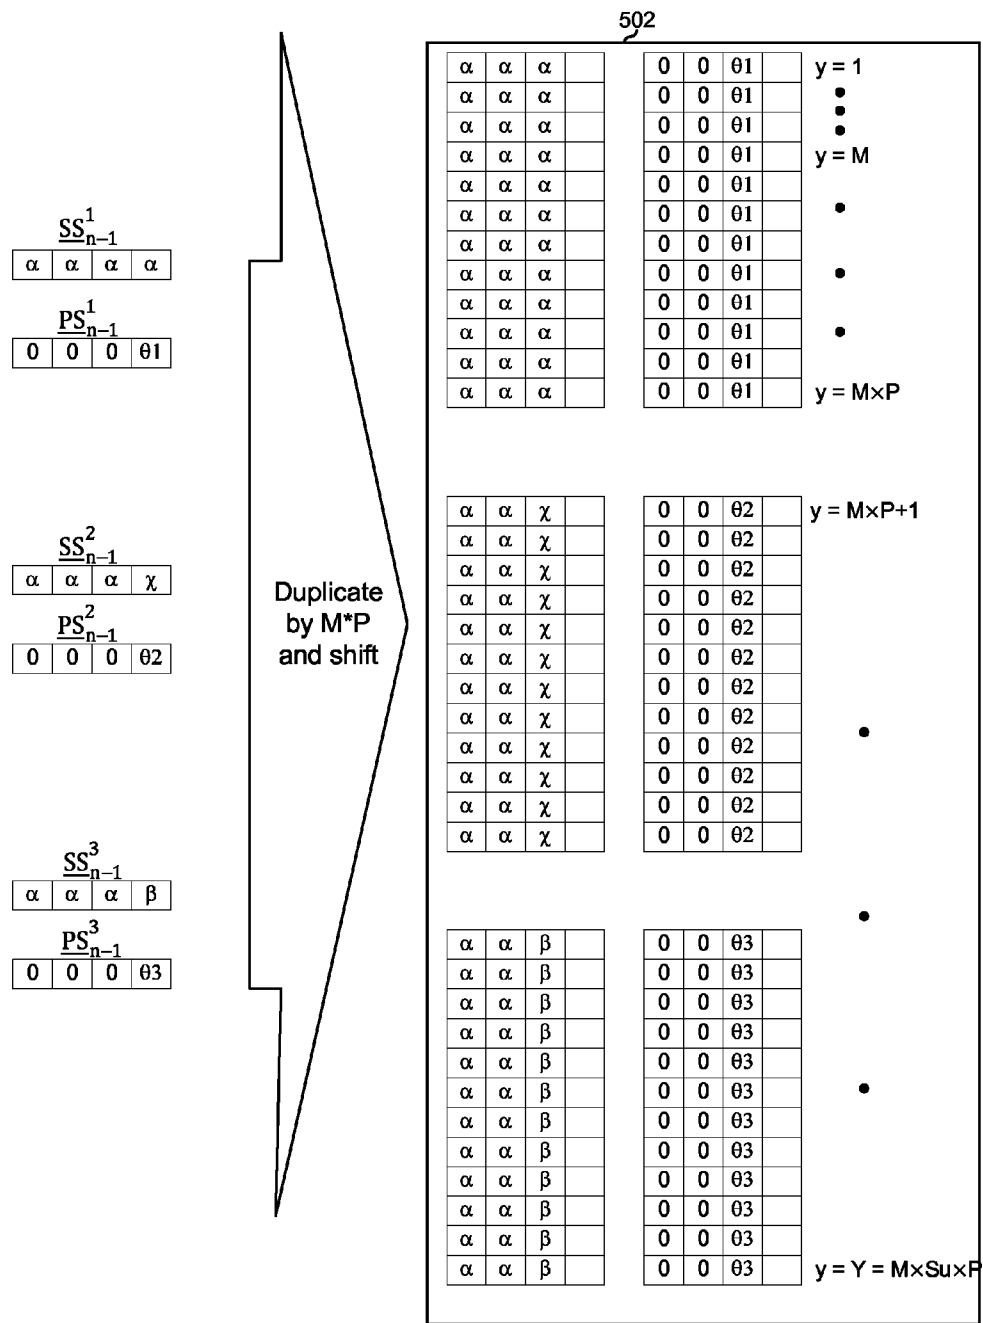 SS¹ₙ₋₁
α α α α
PS¹ₙ₋₁
0 0 0 θ1
SS²ₙ₋₁
α α α χ
PS²ₙ₋₁
0 0 0 θ2
SS³ₙ₋₁
α α α β
PS³ₙ₋₁
0 0 0 θ3
Duplicate
by M*P
and shift
502
α α α 0 0 θ1 y = 1
α α α 0 0 θ1
α α α 0 0 θ1
α α α 0 0 θ1 y = M
α α α 0 0 θ1
α α α 0 0 θ1
α α α 0 0 θ1
α α α 0 0 θ1
α α α 0 0 θ1
α α α 0 0 θ1
α α α 0 0 θ1
α α α 0 0 θ1 y = M×P
α α χ 0 0 θ2 y = M×P+1
α α χ 0 0 θ2
α α χ 0 0 θ2
α α χ 0 0 θ2
α α χ 0 0 θ2
α α χ 0 0 θ2
α α χ 0 0 θ2
α α χ 0 0 θ2
α α χ 0 0 θ2
α α χ 0 0 θ2
α α χ 0 0 θ2
α α χ 0 0 θ2
α α β 0 0 θ3
α α β 0 0 θ3
α α β 0 0 θ3
α α β 0 0 θ3
α α β 0 0 θ3
α α β 0 0 θ3
α α β 0 0 θ3
α α β 0 0 θ3
α α β 0 0 θ3
α α β 0 0 θ3
α α β 0 0 θ3
α α β 0 0 θ3 y = Y = M×Su×P